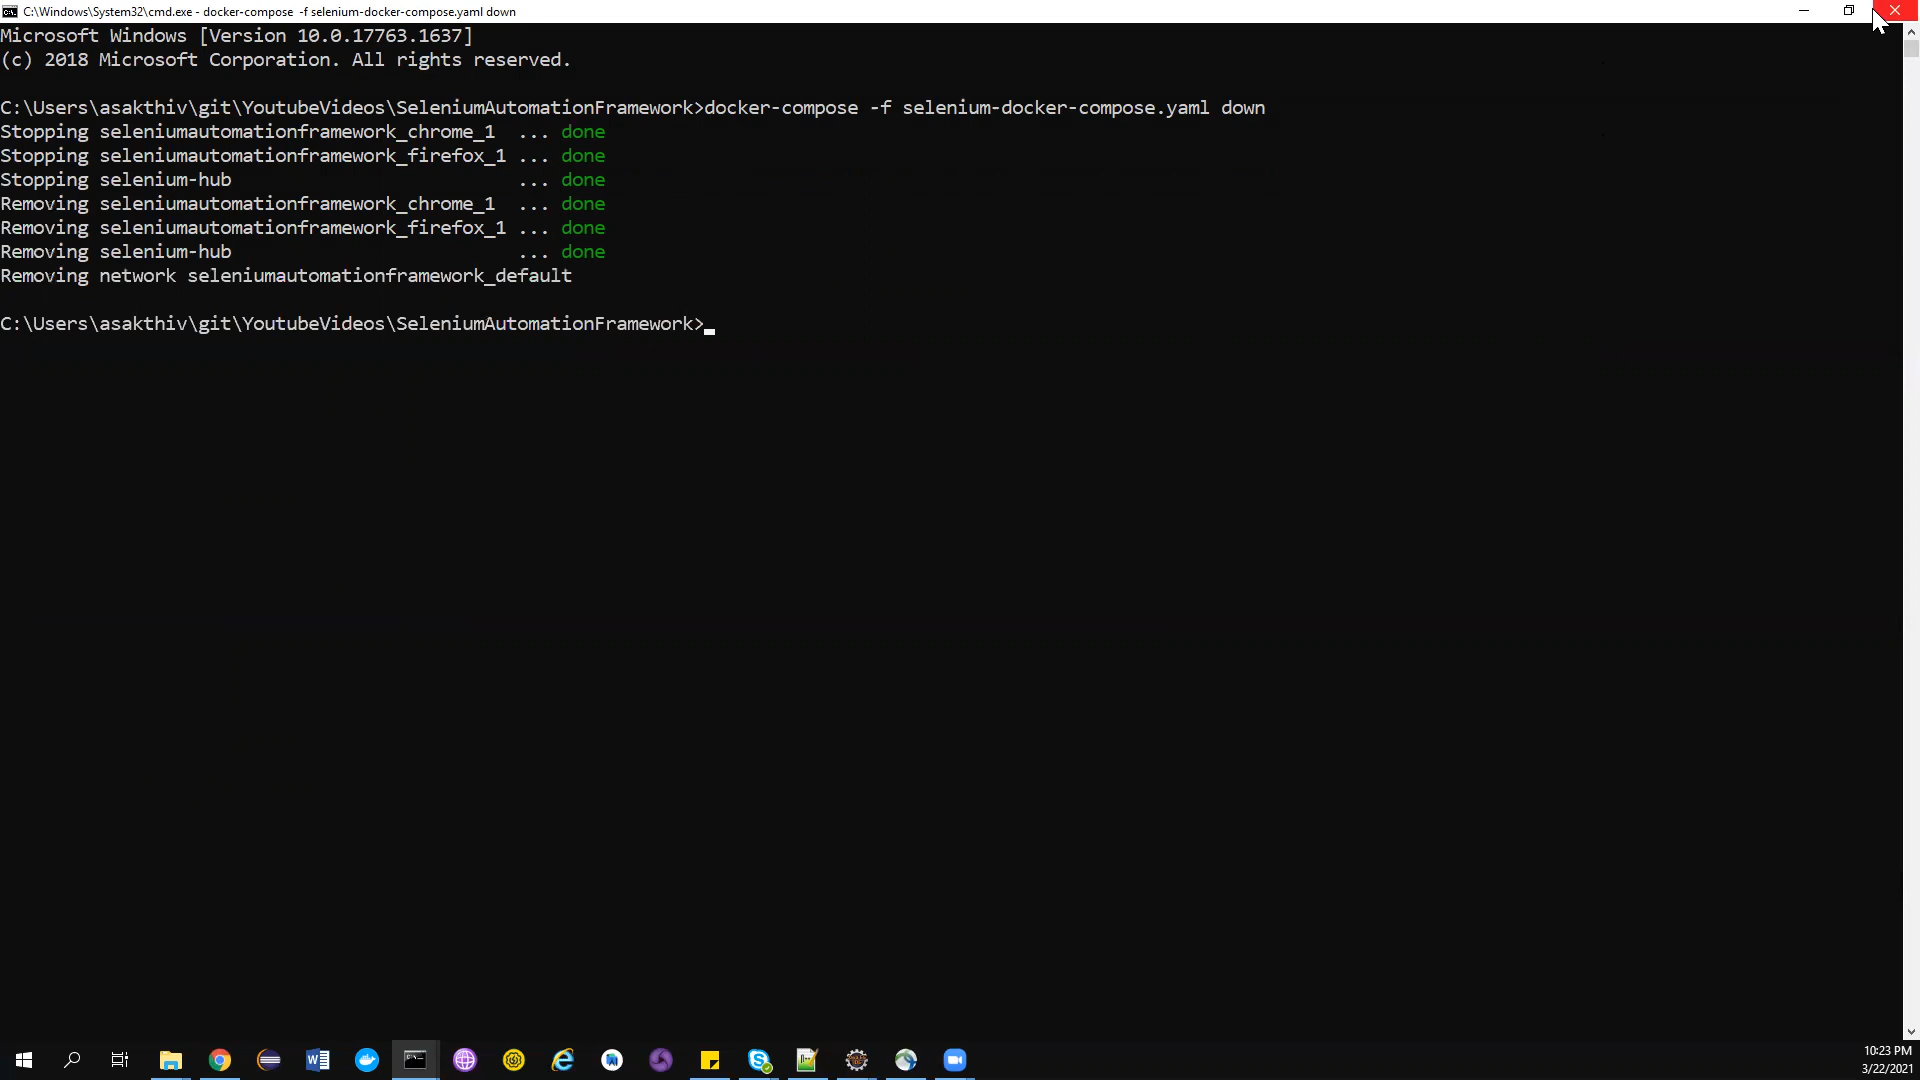 C:\Windows\System32\cmd.exe - docker-compose  -f selenium-docker-compose.yaml down
Microsoft Windows [Version 10.0.17763.1637]
(c) 2018 Microsoft Corporation. All rights reserved.
C:\Users\asakthiv\git\YoutubeVideos\SeleniumAutomationFramework>docker-compose -f selenium-docker-compose.yaml down
Stopping seleniumautomationframework_chrome_1  ... done
Stopping seleniumautomationframework_firefox_1 ... done
Stopping selenium-hub                          ... done
Removing seleniumautomationframework_chrome_1  ... done
Removing seleniumautomationframework_firefox_1 ... done
Removing selenium-hub                          ... done
Removing network seleniumautomationframework_default
C:\Users\asakthiv\git\YoutubeVideos\SeleniumAutomationFramework>
10:23 PM
3/22/2021